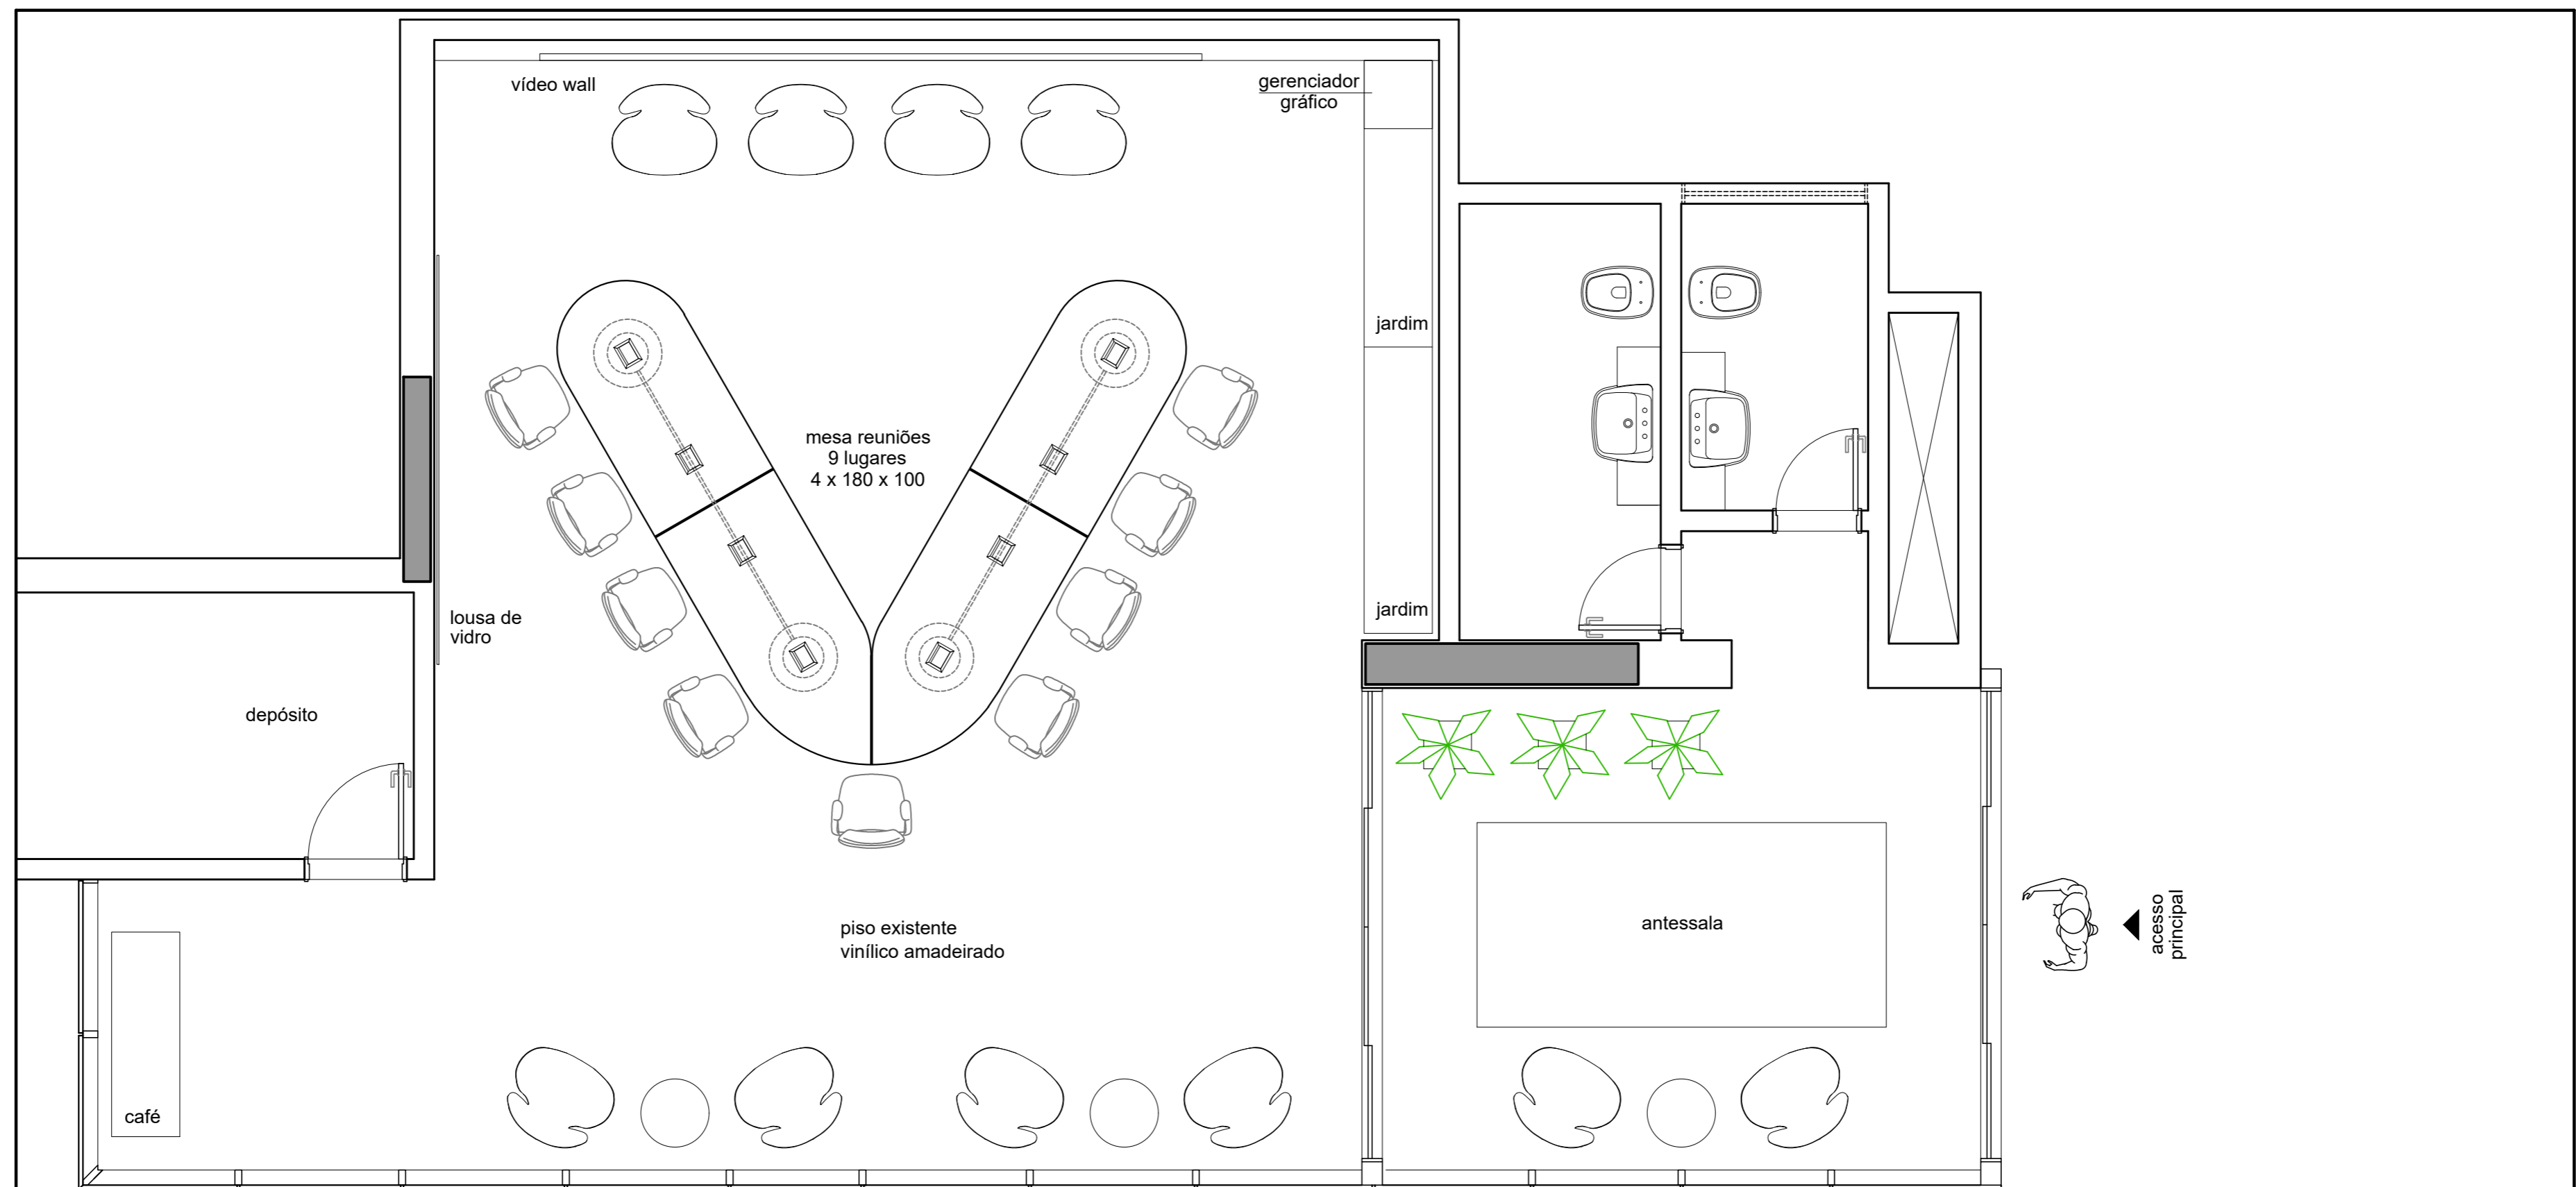 vídeo wall
gerenciador
gráfico
jardim
mesa reuniões
9 lugares
4 x 180 x 100
lousa de
vidro
jardim
depósito
piso existente
vinílico amadeirado
antessala
acesso
principal
café